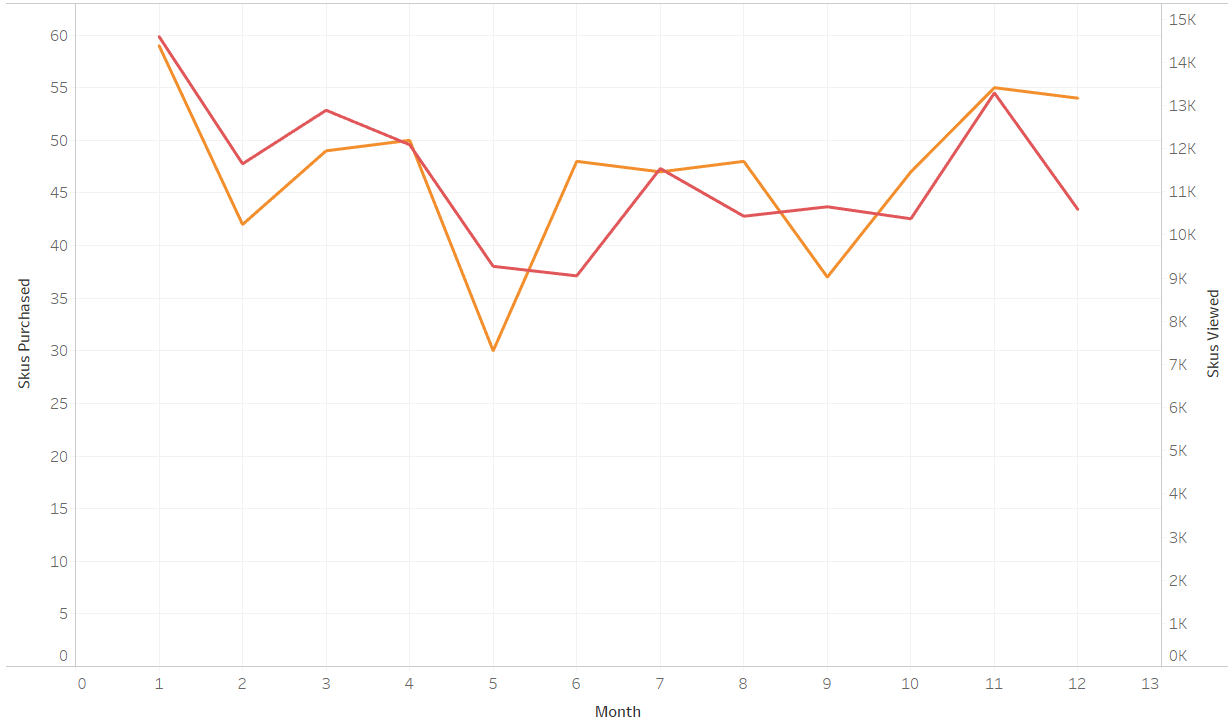 60
55
50
45
40
35
30
25
20
15
10
5
0
Skus Purchased
15K
14K
13K
12K
11K
10K
9K
8K
7K
6K
5K
4K
3K
2K
1K
0K
Skus Viewed
0 1 2 3 4 5 6 7 8 9 10 11 12 13
Month